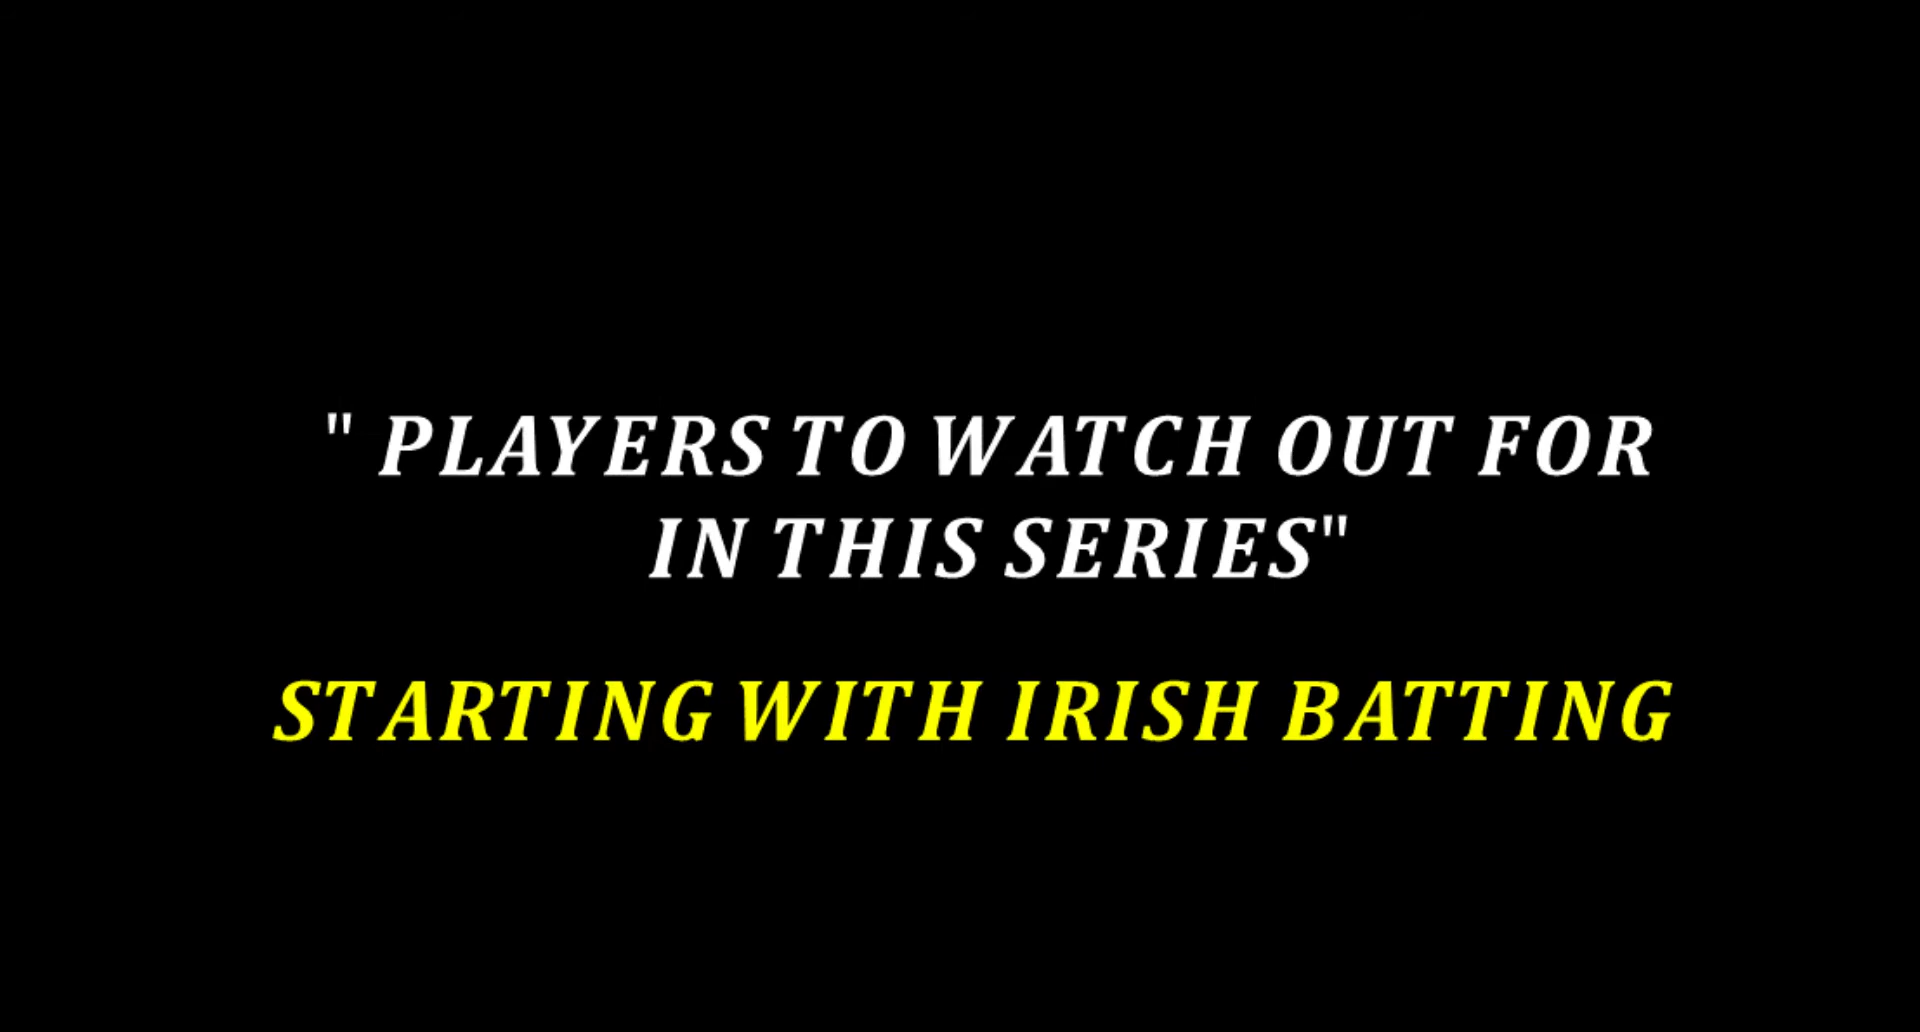 " PLAYERS TO WATCH OUT FOR
IN THIS SERIES"
STARTING WITH IRISH BATTING